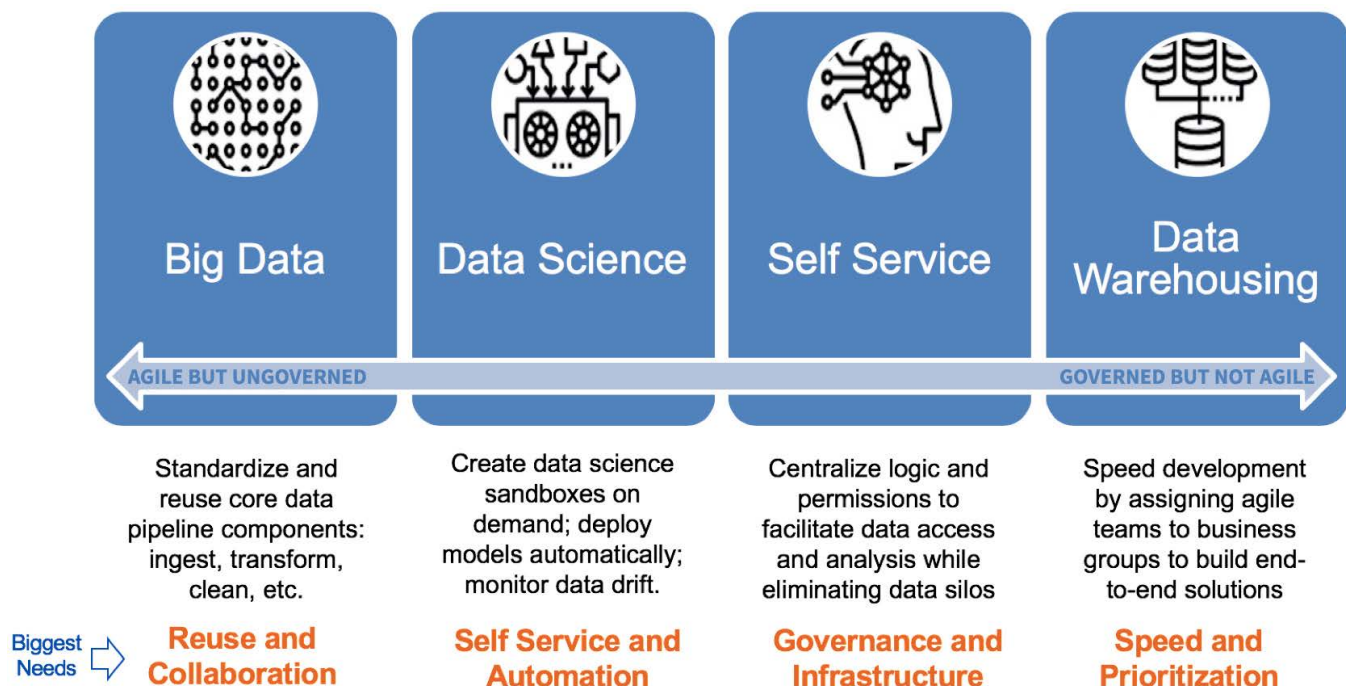 Big Data
Data Science
Self Service
Data
Warehousing
AGILE BUT UNGOVERNED
GOVERNED BUT NOT AGILE
Standardize and
reuse core data
pipeline components:
ingest, transform,
clean, etc.
Create data science
sandboxes on
demand; deploy
models automatically;
monitor data drift.
Centralize logic and
permissions to
facilitate data access
and analysis while
eliminating data silos
Speed development
by assigning agile
teams to business
groups to build end-
to-end solutions
Biggest
Needs
Reuse and
Collaboration
Self Service and
Automation
Governance and
Infrastructure
Speed and
Prioritization